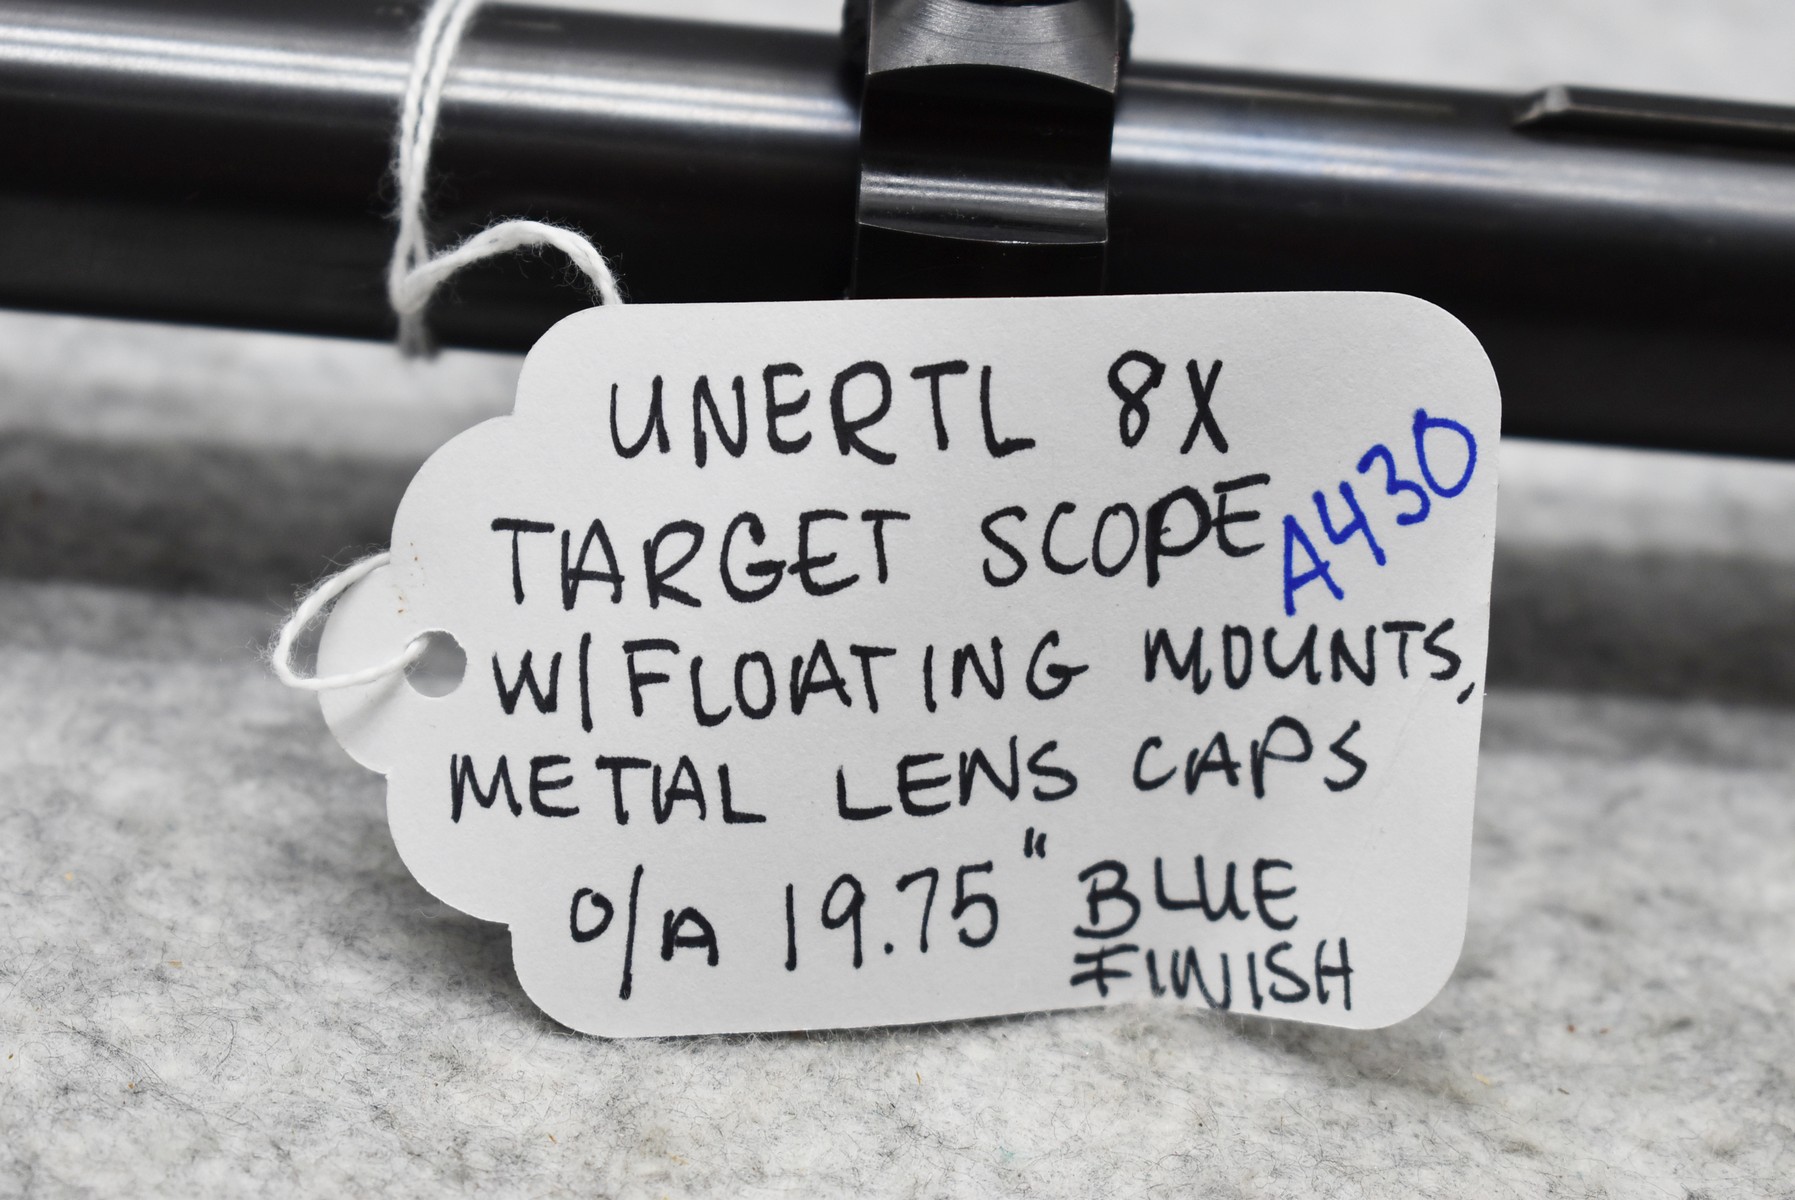 UNERTL 8X
TARGET SCOPE
A430
W/FLOATING MOUNTS,
METAL LENS CAPS
O/A 19.75" BLUE
FINISH